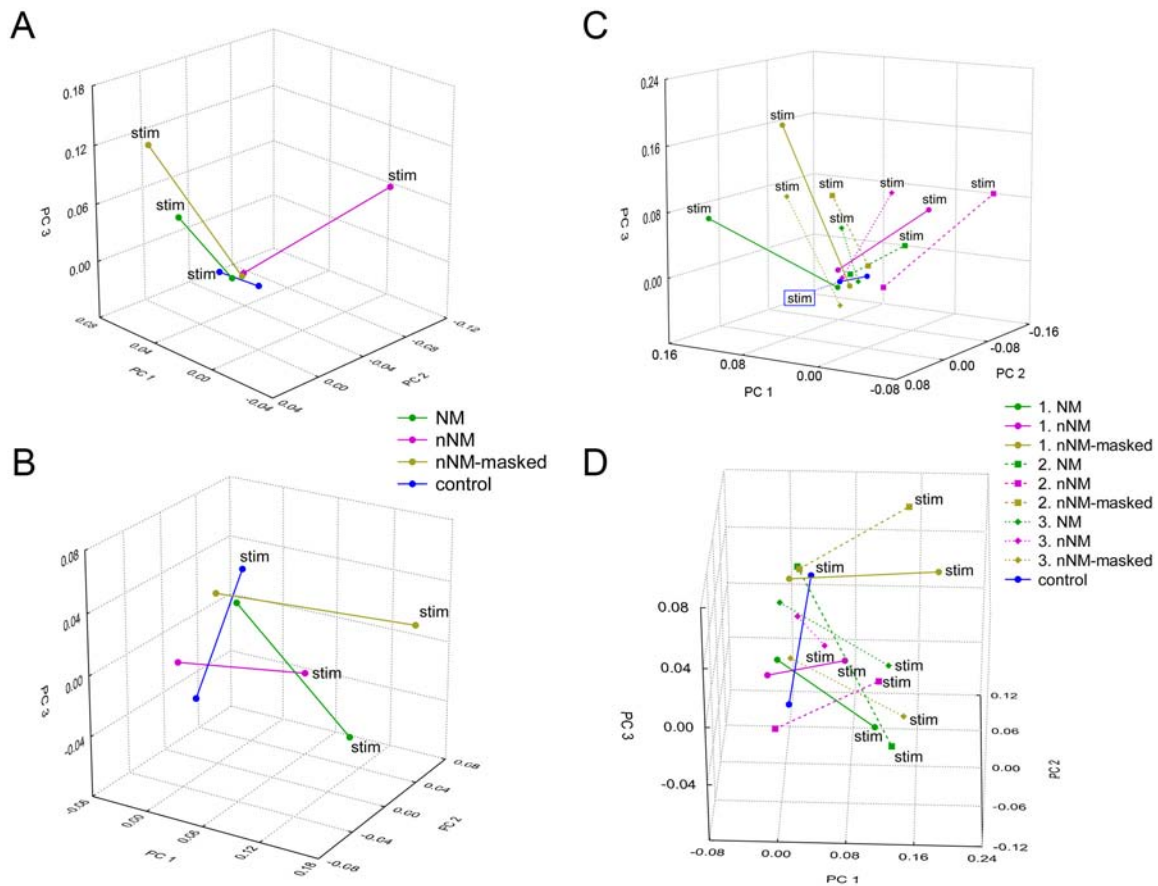 A
0.18
0.12
0.06
0.00
PC 3
stim
stim
stim
stim
0.08
0.04
0.00
-0.04
PC 1
0.04
0.00
-0.04
-0.08
-0.12
PC 2
C
0.24
0.16
0.08
0.00
PC 3
stim
stim
stim
stim
stim
stim
stim
stim
stim
stim
0.16
0.08
0.00
-0.08
PC 1
0.08
0.00
-0.08
-0.16
PC 2
NM
nNM
nNM-masked
control
B
0.08
0.04
0.00
-0.04
PC 3
stim
stim
stim
stim
-0.06
0.00
0.06
0.12
0.18
PC 1
-0.08
-0.04
0.00
0.04
0.08
PC 2
1. NM
1. nNM
1. nNM-masked
2. NM
2. nNM
2. nNM-masked
3. NM
3. nNM
3. nNM-masked
control
D
0.08
0.04
0.00
-0.04
PC 3
stim
stim
stim
stim
stim
stim
stim
stim
stim
stim
-0.08
0.00
0.08
0.16
0.24
PC 1
0.12
0.06
0.00
-0.06
-0.12
PC 2